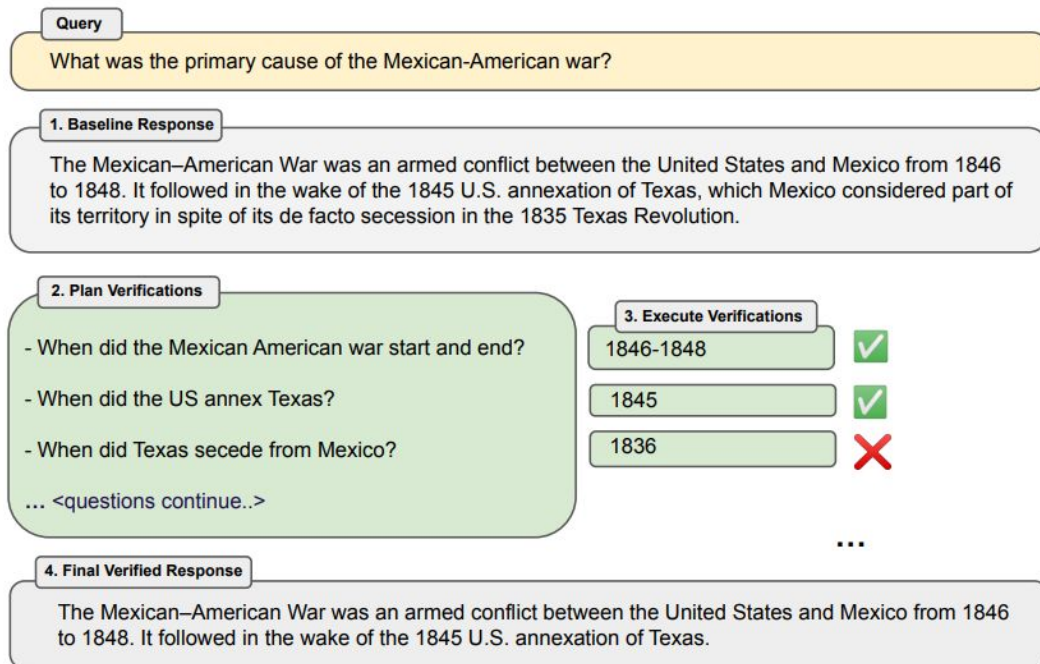 Query
What was the primary cause of the Mexican-American war?
1. Baseline Response
The Mexican–American War was an armed conflict between the United States and Mexico from 1846
to 1848. It followed in the wake of the 1845 U.S. annexation of Texas, which Mexico considered part of
its territory in spite of its de facto secession in the 1835 Texas Revolution.
2. Plan Verifications
- When did the Mexican American war start and end?
- When did the US annex Texas?
- When did Texas secede from Mexico?
... <questions continue..>
3. Execute Verifications
1846-1848
1845
1836
...
4. Final Verified Response
The Mexican–American War was an armed conflict between the United States and Mexico from 1846
to 1848. It followed in the wake of the 1845 U.S. annexation of Texas.